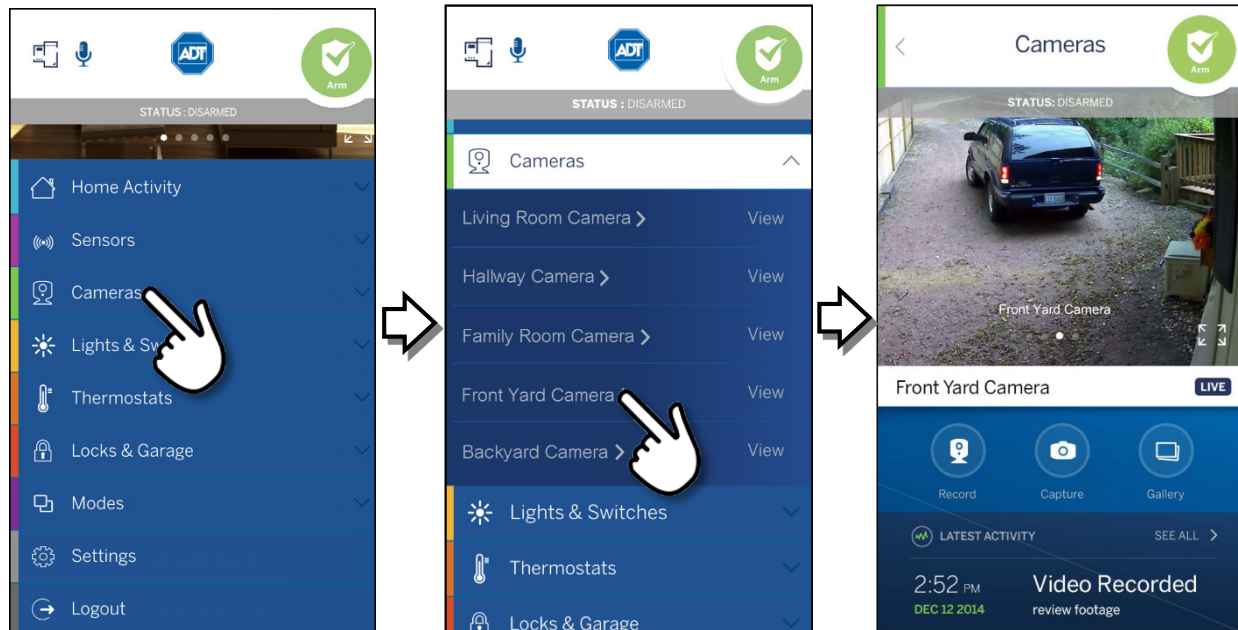 ADT
Arm
STATUS : DISARMED
Home Activity
Sensors
Cameras
Lights & Sw
Thermostats
Locks & Garage
Modes
Settings
Logout
ADT
Arm
STATUS : DISARMED
Cameras
Living Room Camera > View
Hallway Camera > View
Family Room Camera > View
Front Yard Camera View
Backyard Camera > View
Lights & Switches
Thermostats
Locks & Garage
< Cameras
Arm
STATUS: DISARMED
Front Yard Camera
Front Yard Camera LIVE
Record Capture Gallery
LATEST ACTIVITY SEE ALL >
2:52 PM Video Recorded
DEC 12 2014 review footage